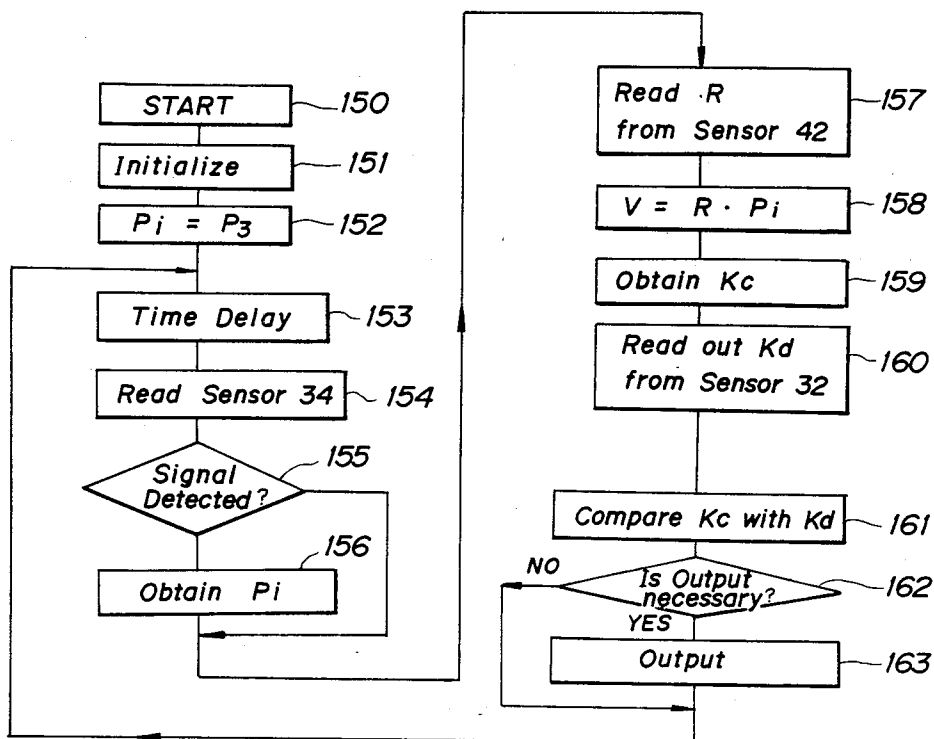 START
150
Initialize
151
Pi = P3
152
Time Delay
153
Read Sensor 34
154
Signal
Detected?
155
Obtain Pi
156
Read ·R
from Sensor 42
157
V = R · Pi
158
Obtain Kc
159
Read out Kd
from Sensor 32
160
Compare Kc with Kd
161
Is Output
necessary?
162
NO
YES
Output
163